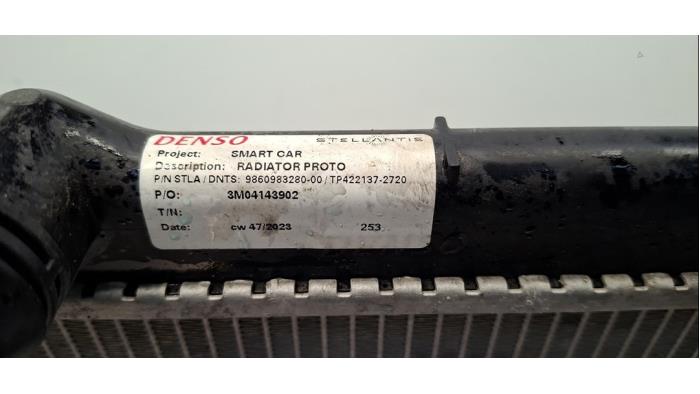 DENSO STELLANTIS
Project: SMART CAR
Description: RADIATOR PROTO
P/N STLA / DNTS: 9860983280-00 / TP422137-2720
P/O: 3M04143902
T/N:
Date: cw 47/2023 253